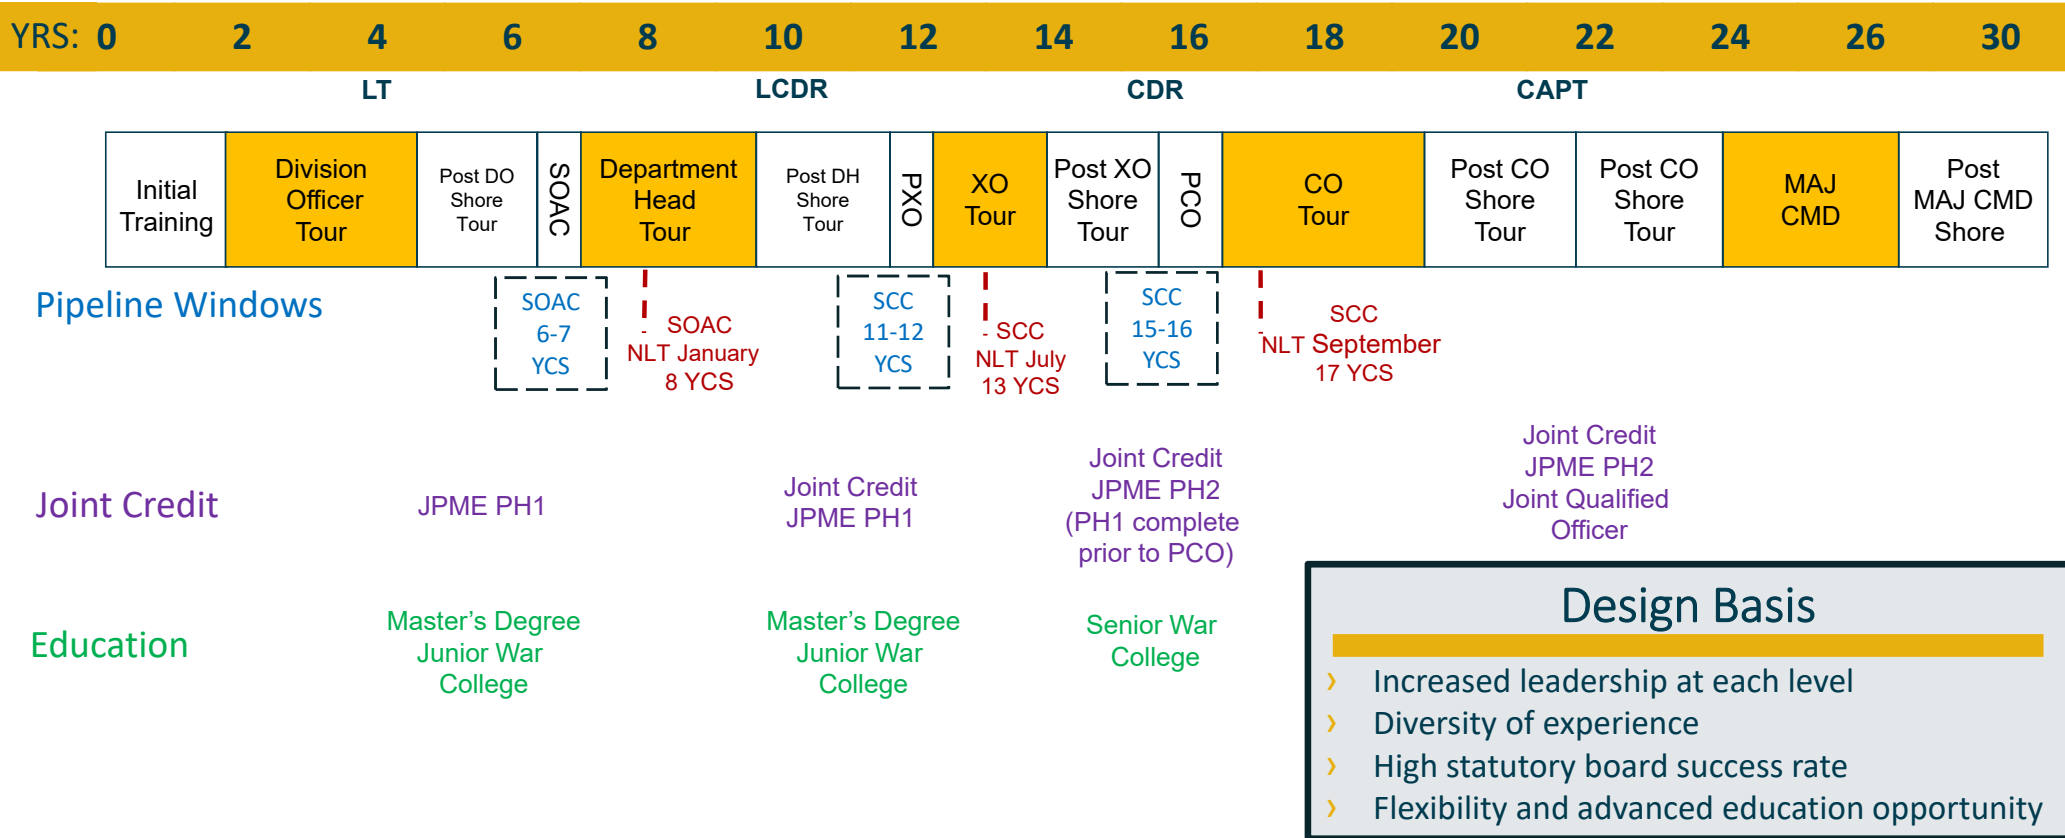 YRS: 0 2 4 6 8 10 12 14 16 18 20 22 24 26 30
LT LCDR CDR CAPT
Initial
Training
Division
Officer
Tour
Post DO
Shore
Tour
SOAC
Department
Head
Tour
Post DH
Shore
Tour
PXO
XO
Tour
Post XO
Shore
Tour
PCO
CO
Tour
Post CO
Shore
Tour
Post CO
Shore
Tour
MAJ
CMD
Post
MAJ CMD
Shore
Pipeline Windows
SOAC
6-7
YCS
SOAC
NLT January
8 YCS
SCC
11-12
YCS
SCC
NLT July
13 YCS
SCC
15-16
YCS
SCC
NLT September
17 YCS
Joint Credit
JPME PH1
Joint Credit
JPME PH1
Joint Credit
JPME PH2
(PH1 complete
prior to PCO)
Joint Credit
JPME PH2
Joint Qualified
Officer
Education
Master's Degree
Junior War
College
Master's Degree
Junior War
College
Senior War
College
Design Basis
› Increased leadership at each level
› Diversity of experience
› High statutory board success rate
› Flexibility and advanced education opportunity